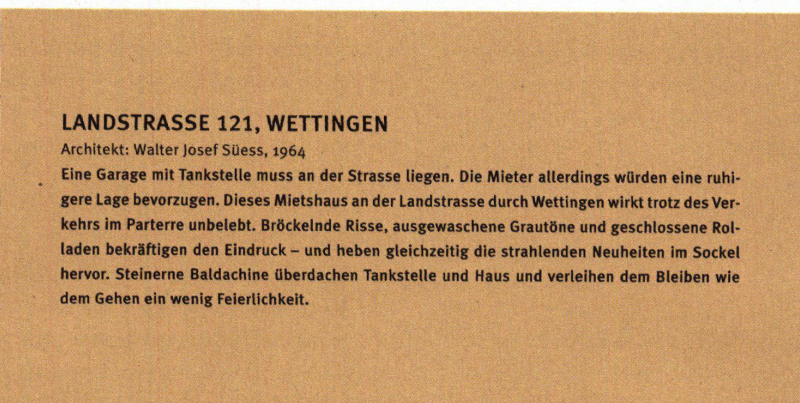 LANDSTRASSE 121, WETTINGEN
Architekt: Walter Josef Süess, 1964
Eine Garage mit Tankstelle muss an der Strasse liegen. Die Mieter allerdings würden eine ruhi-
gere Lage bevorzugen. Dieses Mietshaus an der Landstrasse durch Wettingen wirkt trotz des Ver-
kehrs im Parterre unbelebt. Bröckelnde Risse, ausgewaschene Grautöne und geschlossene Rol-
laden bekräftigen den Eindruck – und heben gleichzeitig die strahlenden Neuheiten im Sockel
hervor. Steinerne Baldachine überdachen Tankstelle und Haus und verleihen dem Bleiben wie
dem Gehen ein wenig Feierlichkeit.